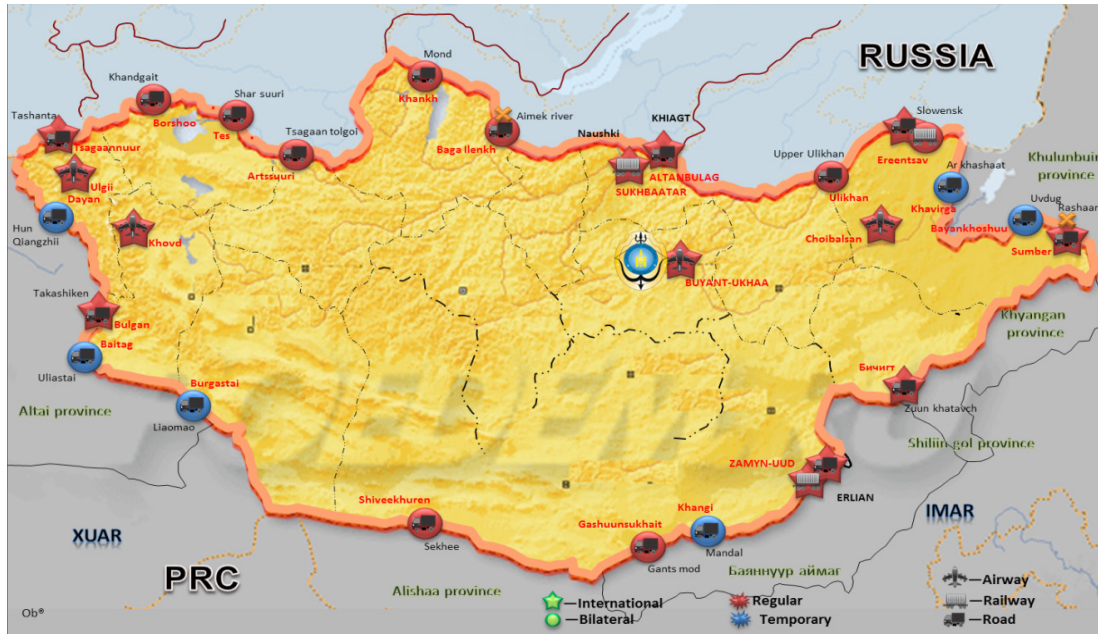 Mond
RUSSIA
Khandgait
Khankh
Shar suuri
Slowensk
Tashanta
Borshoo
Aimek river
Tsagaannuur
Tes
Tsagaan tolgoi
Naushki
KHIAGT
Baga Ilenkh
Ereentsav
Khulunbuir
province
Upper Ulikhan
Ar khashaat
Artssuuri
ALTANBULAG
SUKHBAATAR
Ulgii
Dayan
Ulikhan
Khavirga
Uvdug
Rashaan
Hun
Qiangzhii
Khovd
Choibalsan
Bayankhoshuu
Sumber
BUYANT-UKHAA
Takashiken
Bulgan
Khyangan
province
Baitag
Uliastai
Burgastai
Бичигт
Altai province
Liaomao
Zuun khatavch
Shiliin gol province
ZAMYN-UUD
ERLIAN
Shiveekhuren
Khangi
IMAR
Gashuunsukhait
XUAR
Sekhee
Mandal
Gants mod
PRC
Баяннуур аймаг
Alishaa province
Airway
International
Regular
Railway
Bilateral
Temporary
Road
Ob®